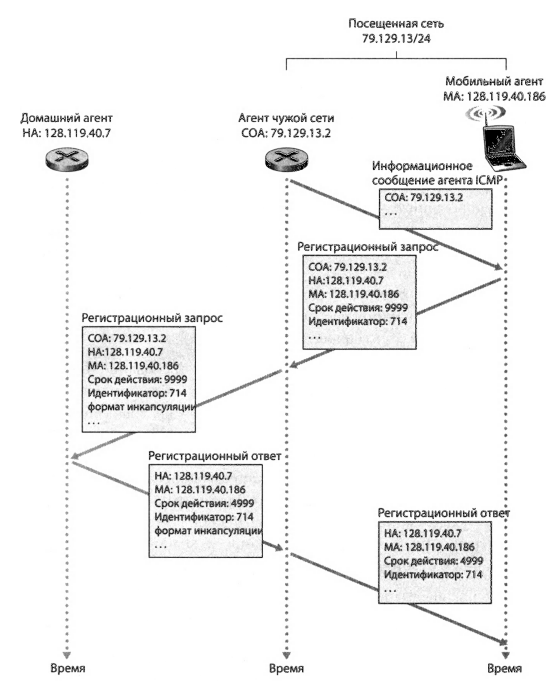 Посещенная сеть
79.129.13/24
Мобильный агент
MA: 128.119.40.186
Домашний агент
HA: 128.119.40.7
Агент чужой сети
COA: 79.129.13.2
Информационное
сообщение агента ICMP
COA: 79.129.13.2
. . .
Регистрационный запрос
COA: 79.129.13.2
HA:128.119.40.7
MA: 128.119.40.186
Срок действия: 9999
Идентификатор: 714
. . .
Регистрационный запрос
COA: 79.129.13.2
HA:128.119.40.7
MA: 128.119.40.186
Срок действия: 9999
Идентификатор: 714
формат инкапсуляции
. . .
Регистрационный ответ
HA: 128.119.40.7
MA: 128.119.40.186
Срок действия: 4999
Идентификатор: 714
формат инкапсуляции
. . .
Регистрационный ответ
HA: 128.119.40.7
MA: 128.119.40.186
Срок действия: 4999
Идентификатор: 714
. . .
Время
Время
Время